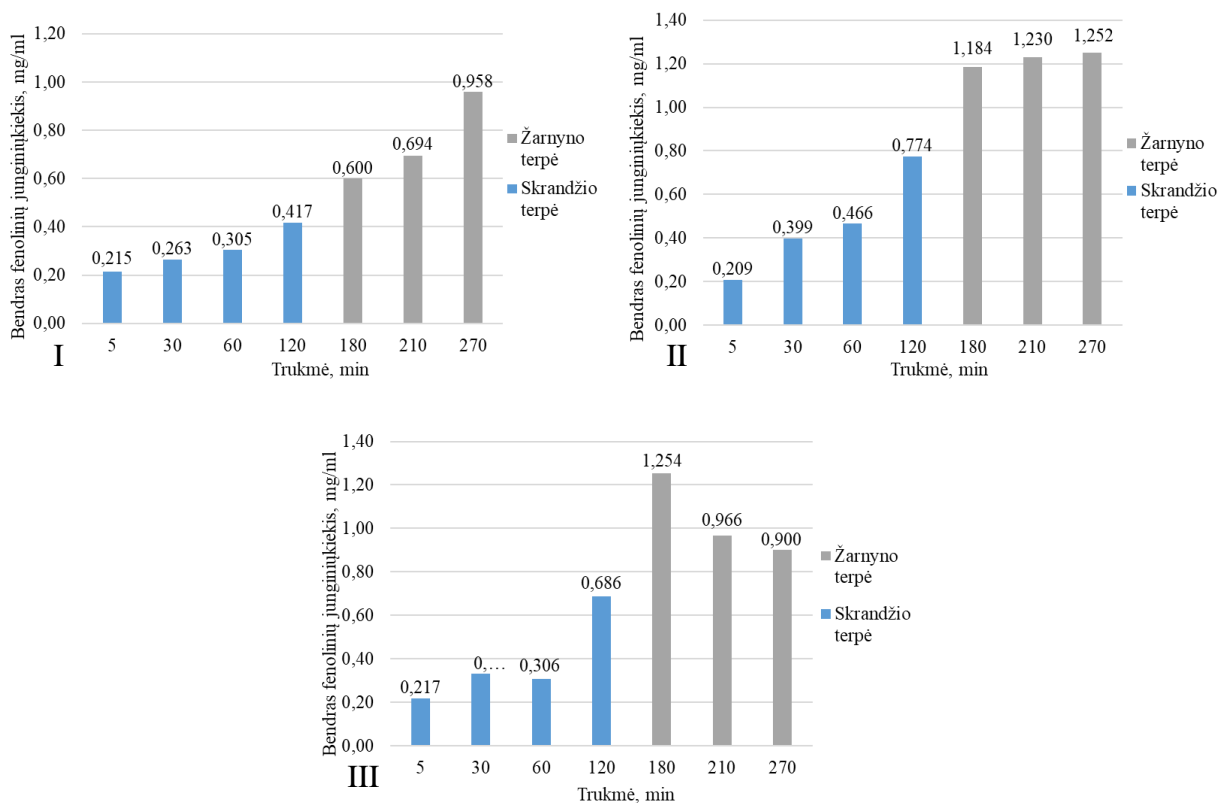 Bendras fenolinių junginiųkiekis, mg/ml
1,20
1,00
0,80
0,60
0,40
0,20
0,00
0,215
0,263
0,305
0,417
0,600
0,694
0,958
5 30 60 120 180 210 270
Trukmė, min
Žarnyno
terpė
Skrandžio
terpė
I
Bendras fenolinių junginiųkiekis, mg/ml
1,40
1,20
1,00
0,80
0,60
0,40
0,20
0,00
0,209
0,399
0,466
0,774
1,184
1,230
1,252
5 30 60 120 180 210 270
Trukmė, min
Žarnyno
terpė
Skrandžio
terpė
II
Bendras fenolinių junginiųkiekis, mg/ml
1,40
1,20
1,00
0,80
0,60
0,40
0,20
0,00
0,217
0,…
0,306
0,686
1,254
0,966
0,900
5 30 60 120 180 210 270
Trukmė, min
Žarnyno
terpė
Skrandžio
terpė
III